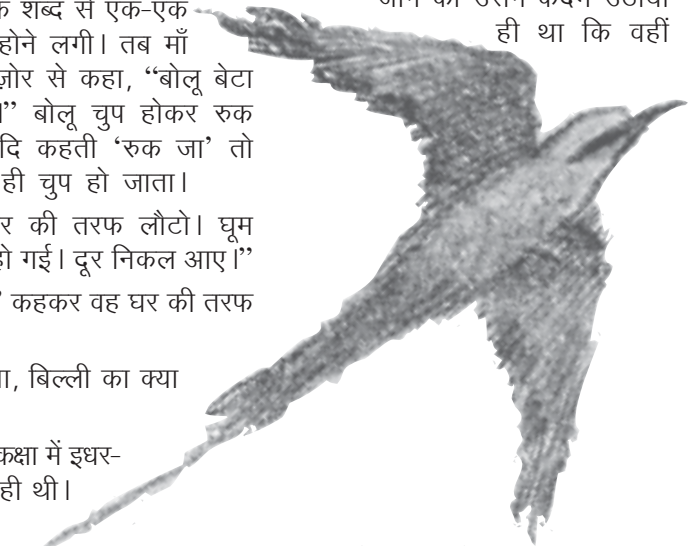 शब्द से एक-एक
होने लगी। तब माँ
ज़ोर से कहा, “बोलू बेटा
” बोलू चुप होकर रुक
कहती ‘रुक जा’ तो
ही चुप हो जाता।
की तरफ लौटो। घूम
हो गई। दूर निकल आए।”
’ कहकर वह घर की तरफ
बिल्ली का क्या
कक्षा में इधर-
ही थी।
उठाया
ही था कि वहीं